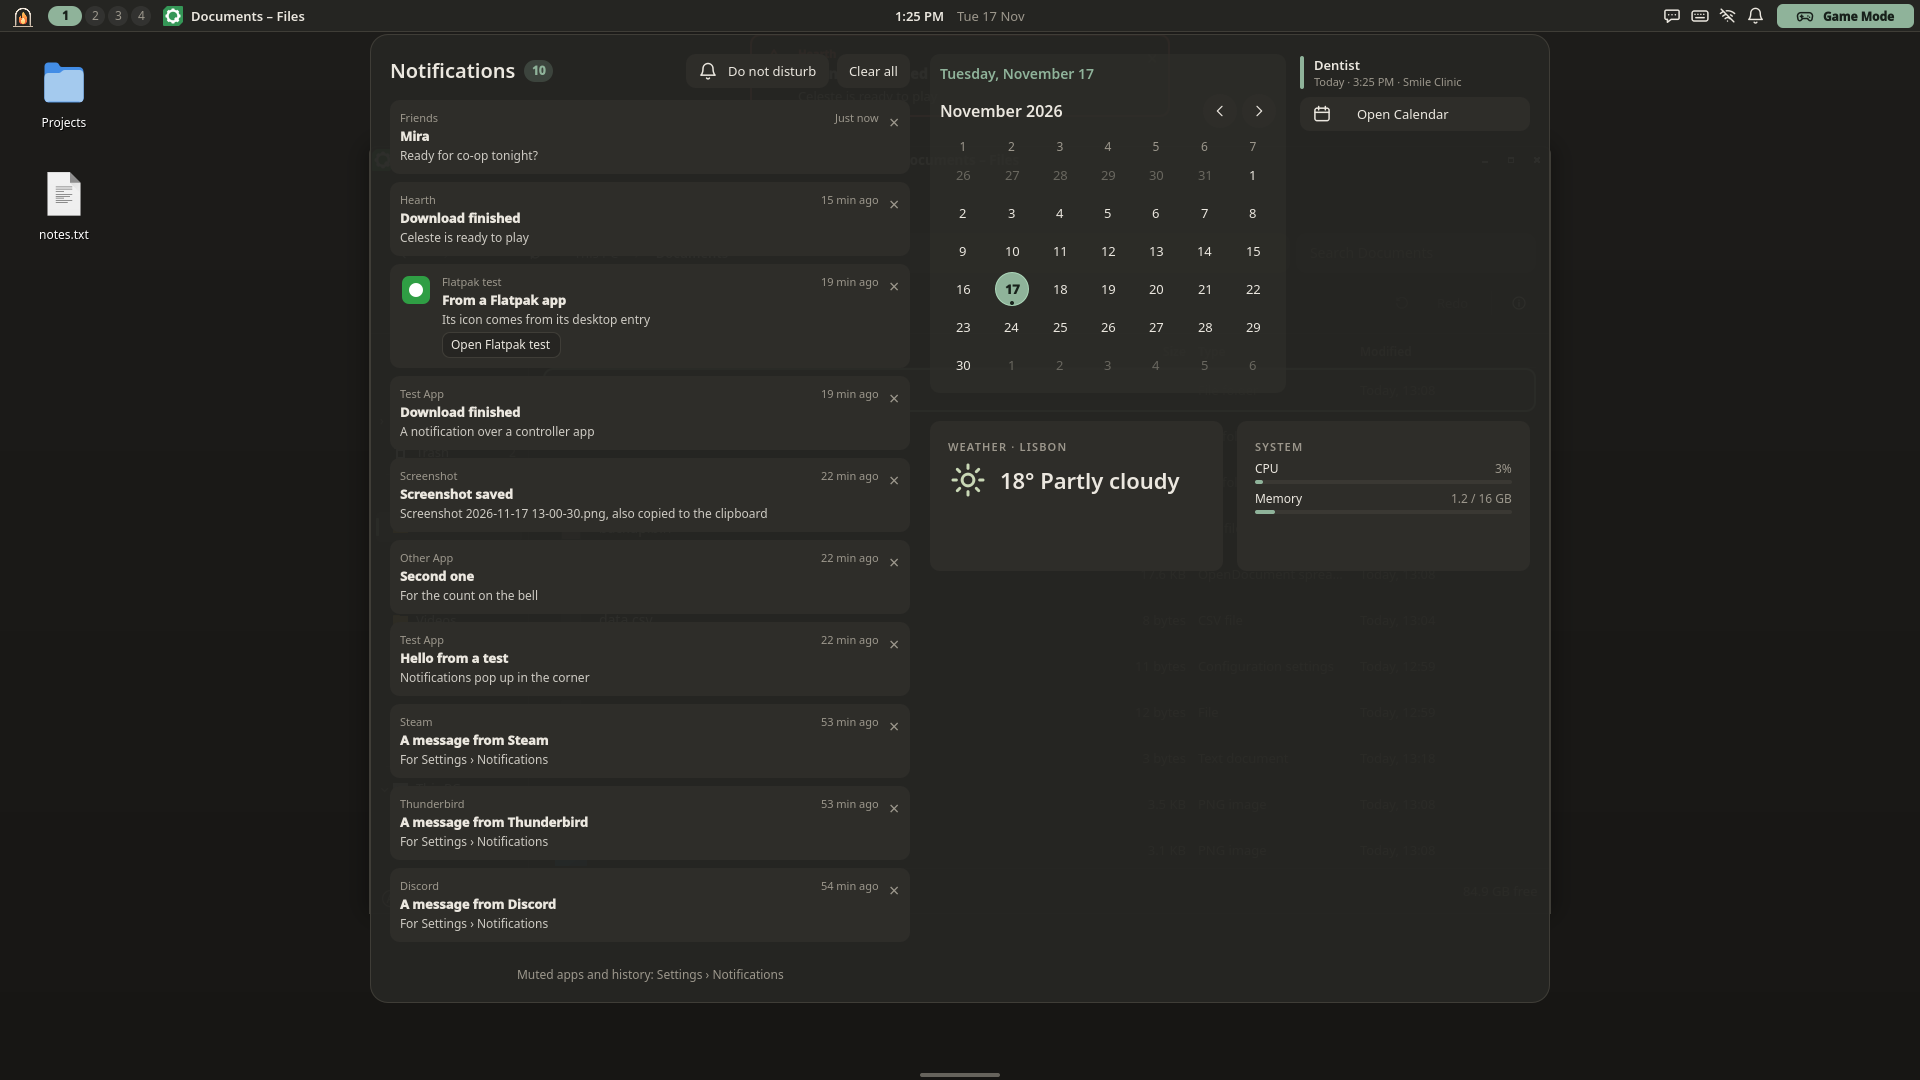 1 2 3 4 Documents – Files
1:25 PM Tue 17 Nov
Game Mode
Projects
notes.txt
Notifications 10
Do not disturb
Clear all
Friends Just now
Mira
Ready for co-op tonight?
Hearth 15 min ago
Download finished
Celeste is ready to play
Flatpak test 19 min ago
From a Flatpak app
Its icon comes from its desktop entry
Open Flatpak test
Test App 19 min ago
Download finished
A notification over a controller app
Screenshot 22 min ago
Screenshot saved
Screenshot 2026-11-17 13-00-30.png, also copied to the clipboard
Other App 22 min ago
Second one
For the count on the bell
Test App 22 min ago
Hello from a test
Notifications pop up in the corner
Steam 53 min ago
A message from Steam
For Settings › Notifications
Thunderbird 53 min ago
A message from Thunderbird
For Settings › Notifications
Discord 54 min ago
A message from Discord
For Settings › Notifications
Muted apps and history: Settings › Notifications
Tuesday, November 17
November 2026
1 2 3 4 5 6 7
26 27 28 29 30 31 1
2 3 4 5 6 7 8
9 10 11 12 13 14 15
16 17 18 19 20 21 22
23 24 25 26 27 28 29
30 1 2 3 4 5 6
Dentist
Today · 3:25 PM · Smile Clinic
Open Calendar
WEATHER · LISBON
18° Partly cloudy
SYSTEM
CPU 3%
Memory 1.2 / 16 GB